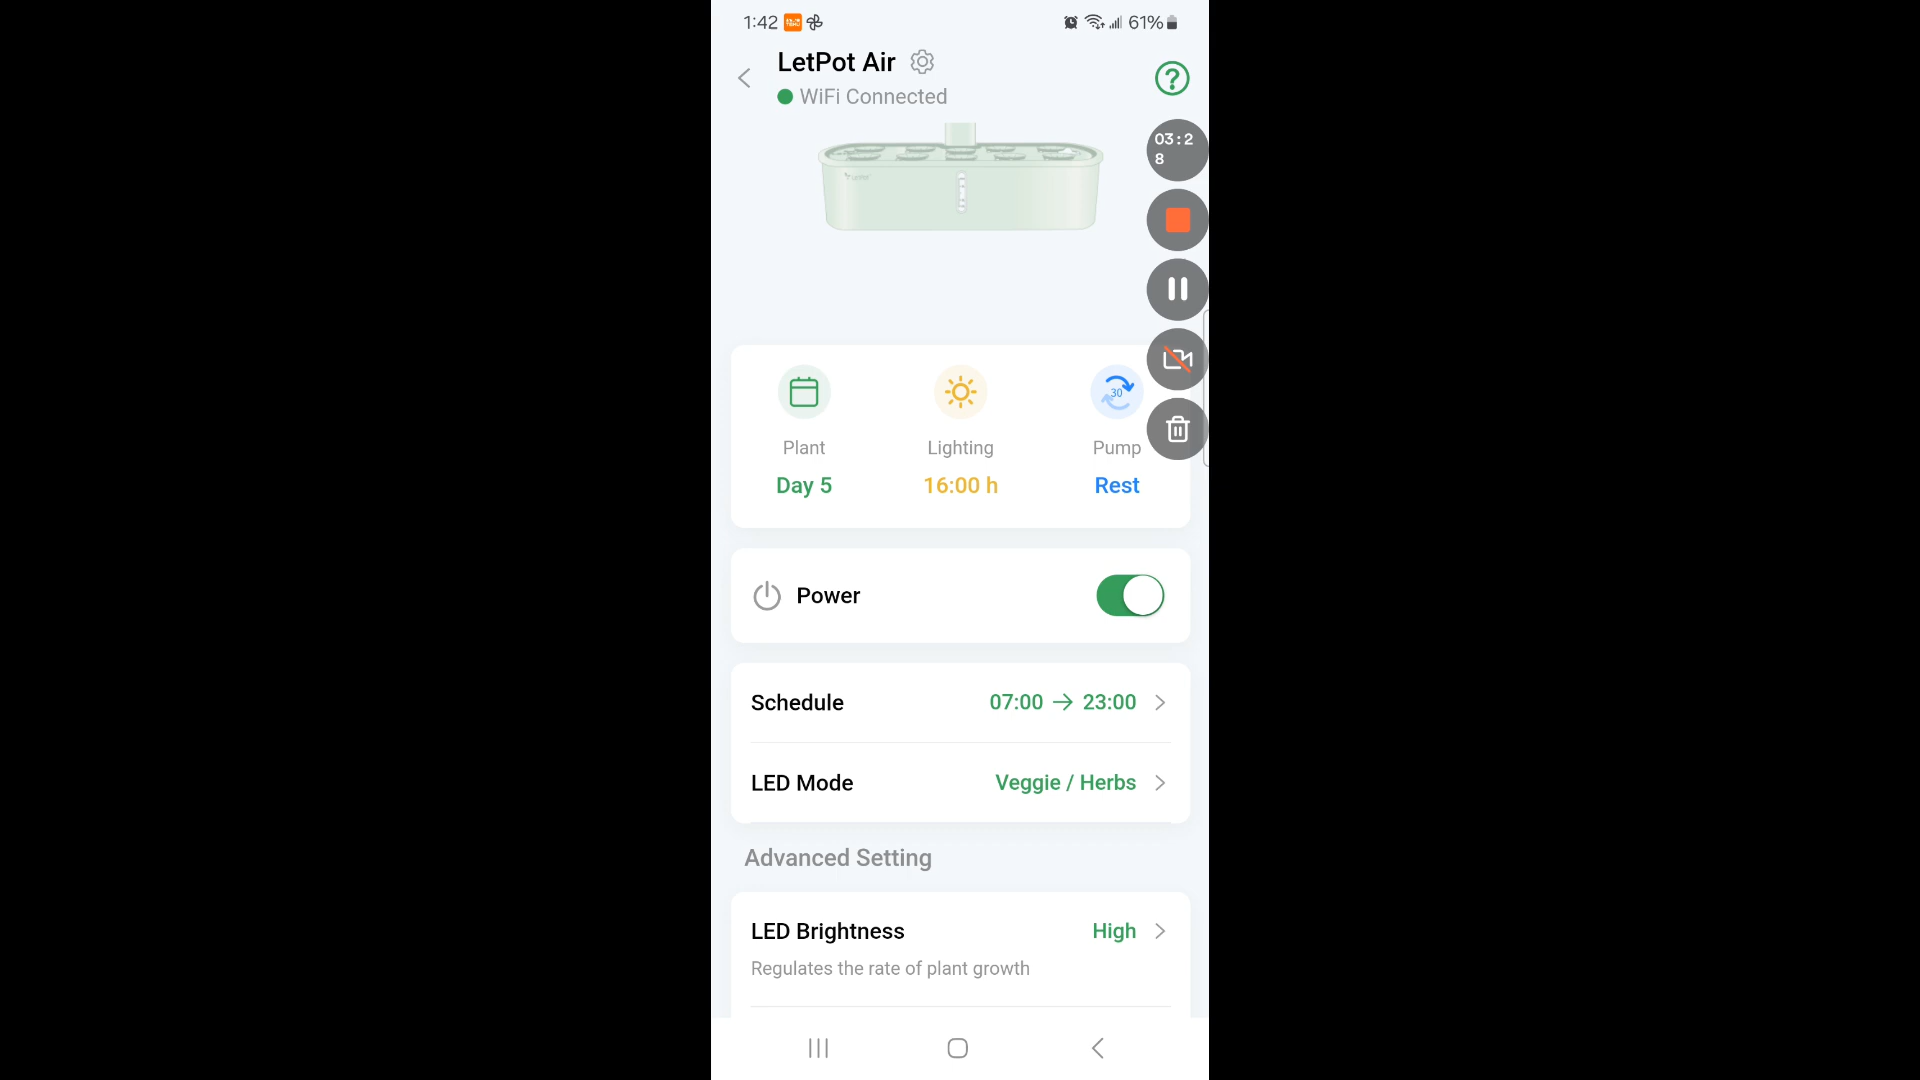 1:42
61%
LetPot Air
WiFi Connected
03:2
8
30
Plant
Lighting
Pump
Day 5
16:00 h
Rest
Power
Schedule 07:00 → 23:00
LED Mode Veggie / Herbs
Advanced Setting
LED Brightness High
Regulates the rate of plant growth